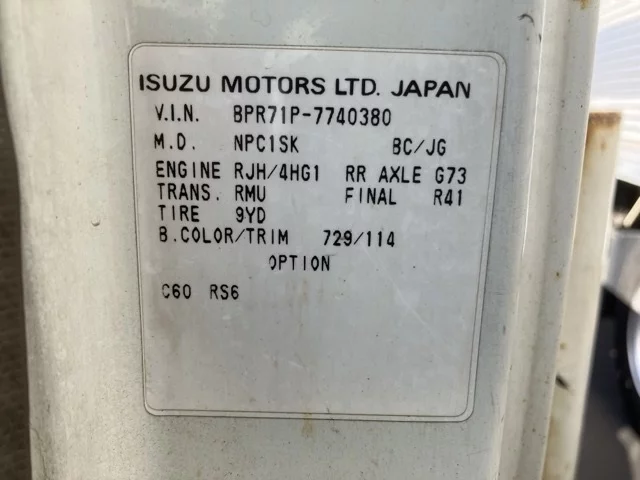 ISUZU MOTORS LTD. JAPAN
V.I.N. BPR71P-7740380
M.D. NPC1SK BC/JG
ENGINE RJH/4HG1 RR AXLE G73
TRANS. RMU FINAL R41
TIRE 9YD
B.COLOR/TRIM 729/114
OPTION
C60 RS6